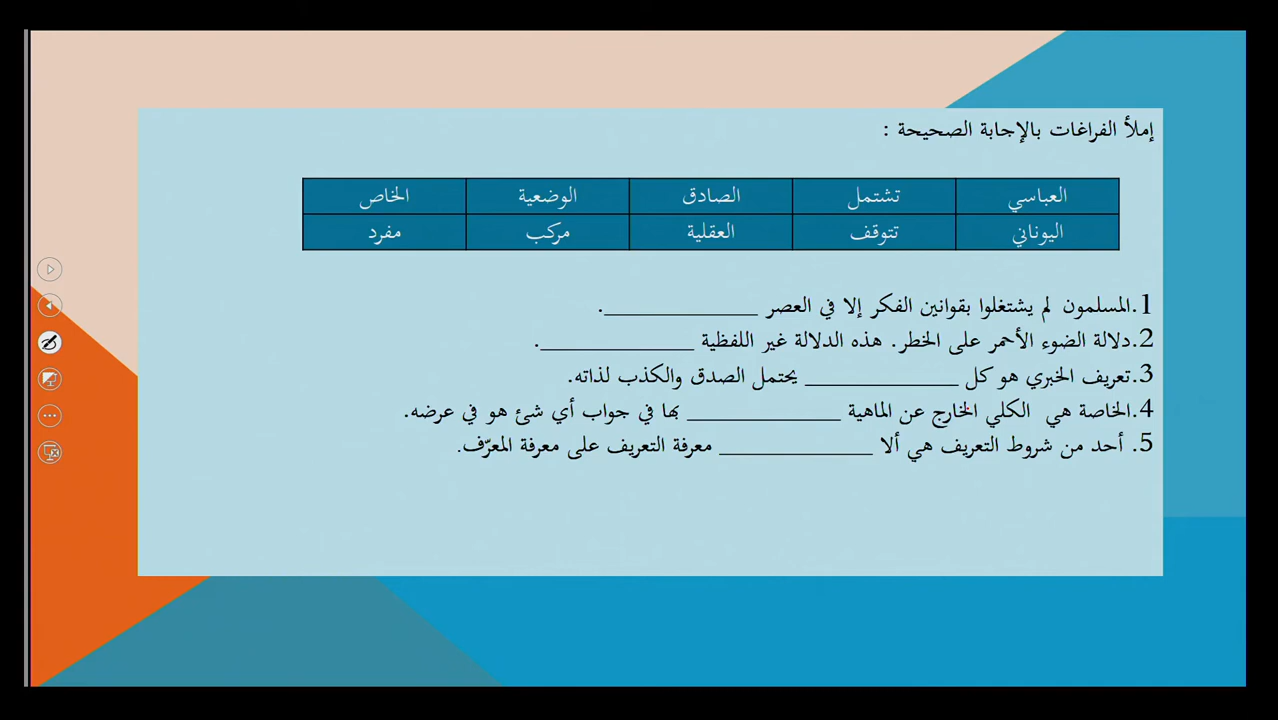 إملأ الفراغات بالإجابة الصحيحة :
العباسي تشتمل الصادق الوضعية الخاص
اليوناني تتوقف العقلية مركب مفرد
1.المسلمون لم يشتغلوا بقوانين الفكر إلا في العصر ______________.
2.دلالة الضوء الأحمر على الخطر. هذه الدلالة غير اللفظية ______________.
3.تعريف الخبري هو كل ______________ يحتمل الصدق والكذب لذاته.
4.الخاصة هي الكلي الخارج عن الماهية ______________ بها في جواب أي شئ هو في عرضه.
5. أحد من شروط التعريف هي ألا ______________ معرفة التعريف على معرفة المعرّف.